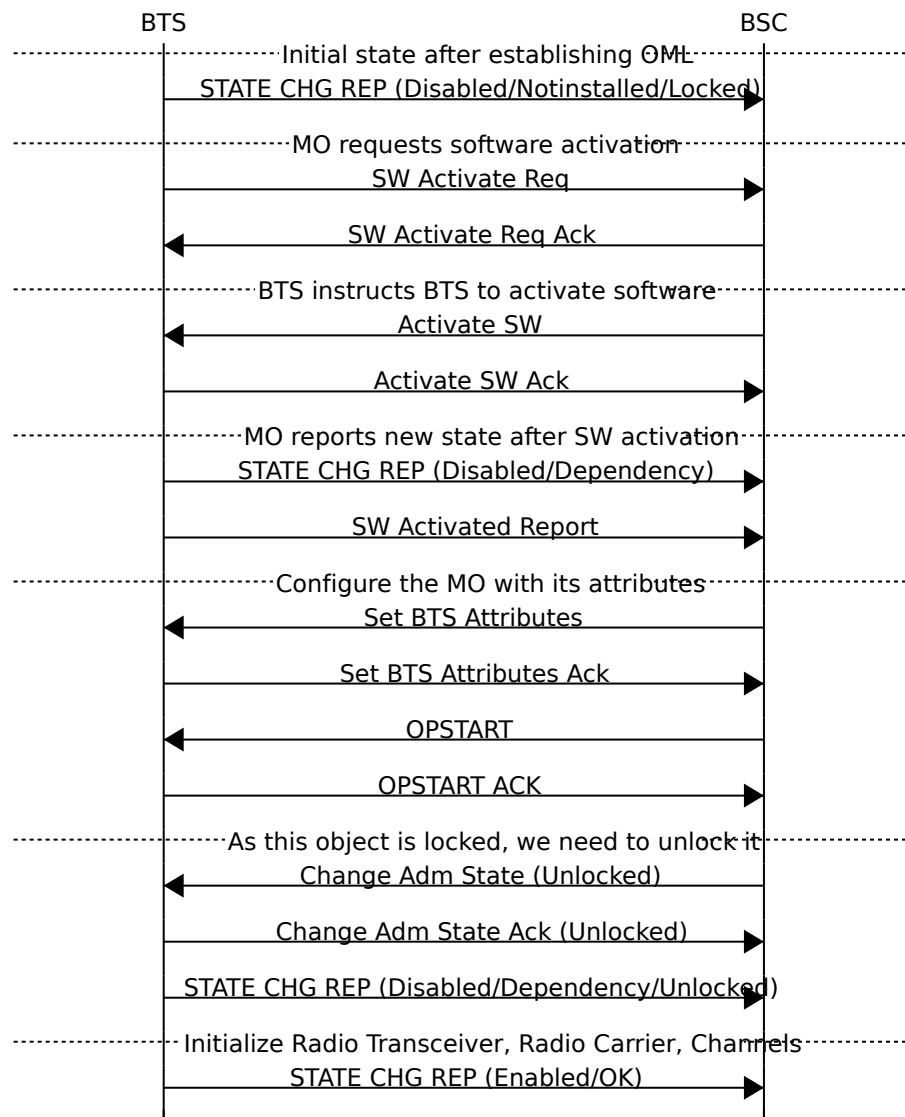 BTS BSC
Initial state after establishing OML
STATE CHG REP (Disabled/Notinstalled/Locked)
MO requests software activation
SW Activate Req
SW Activate Req Ack
BTS instructs BTS to activate software
Activate SW
Activate SW Ack
MO reports new state after SW activation
STATE CHG REP (Disabled/Dependency)
SW Activated Report
Configure the MO with its attributes
Set BTS Attributes
Set BTS Attributes Ack
OPSTART
OPSTART ACK
As this object is locked, we need to unlock it
Change Adm State (Unlocked)
Change Adm State Ack (Unlocked)
STATE CHG REP (Disabled/Dependency/Unlocked)
Initialize Radio Transceiver, Radio Carrier, Channels
STATE CHG REP (Enabled/OK)